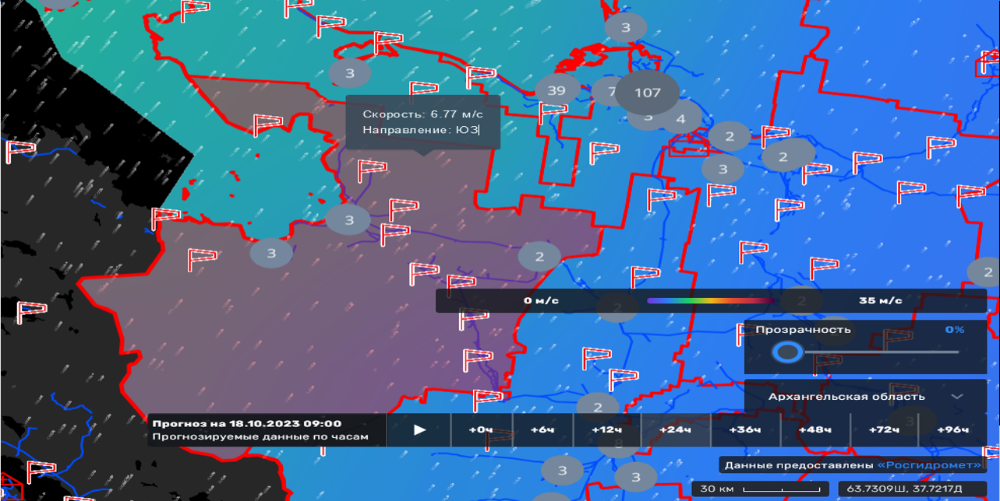 3
3
39
7
107
3
4
Скорость: 6.77 м/с
Направление: ЮЗ
2
2
3
3
3
2
2
0 м/с
35 м/с
2
2
Прозрачность
0%
Архангельская область
2
3
Прогноз на 18.10.2023 09:00
Прогнозируемые данные по часам
+0ч
+6ч
+12ч
+24ч
+36ч
+48ч
+72ч
+96ч
8
3
3
Данные предоставлены «Росгидромет»
30 км
63.7309Ш, 37.7217Д